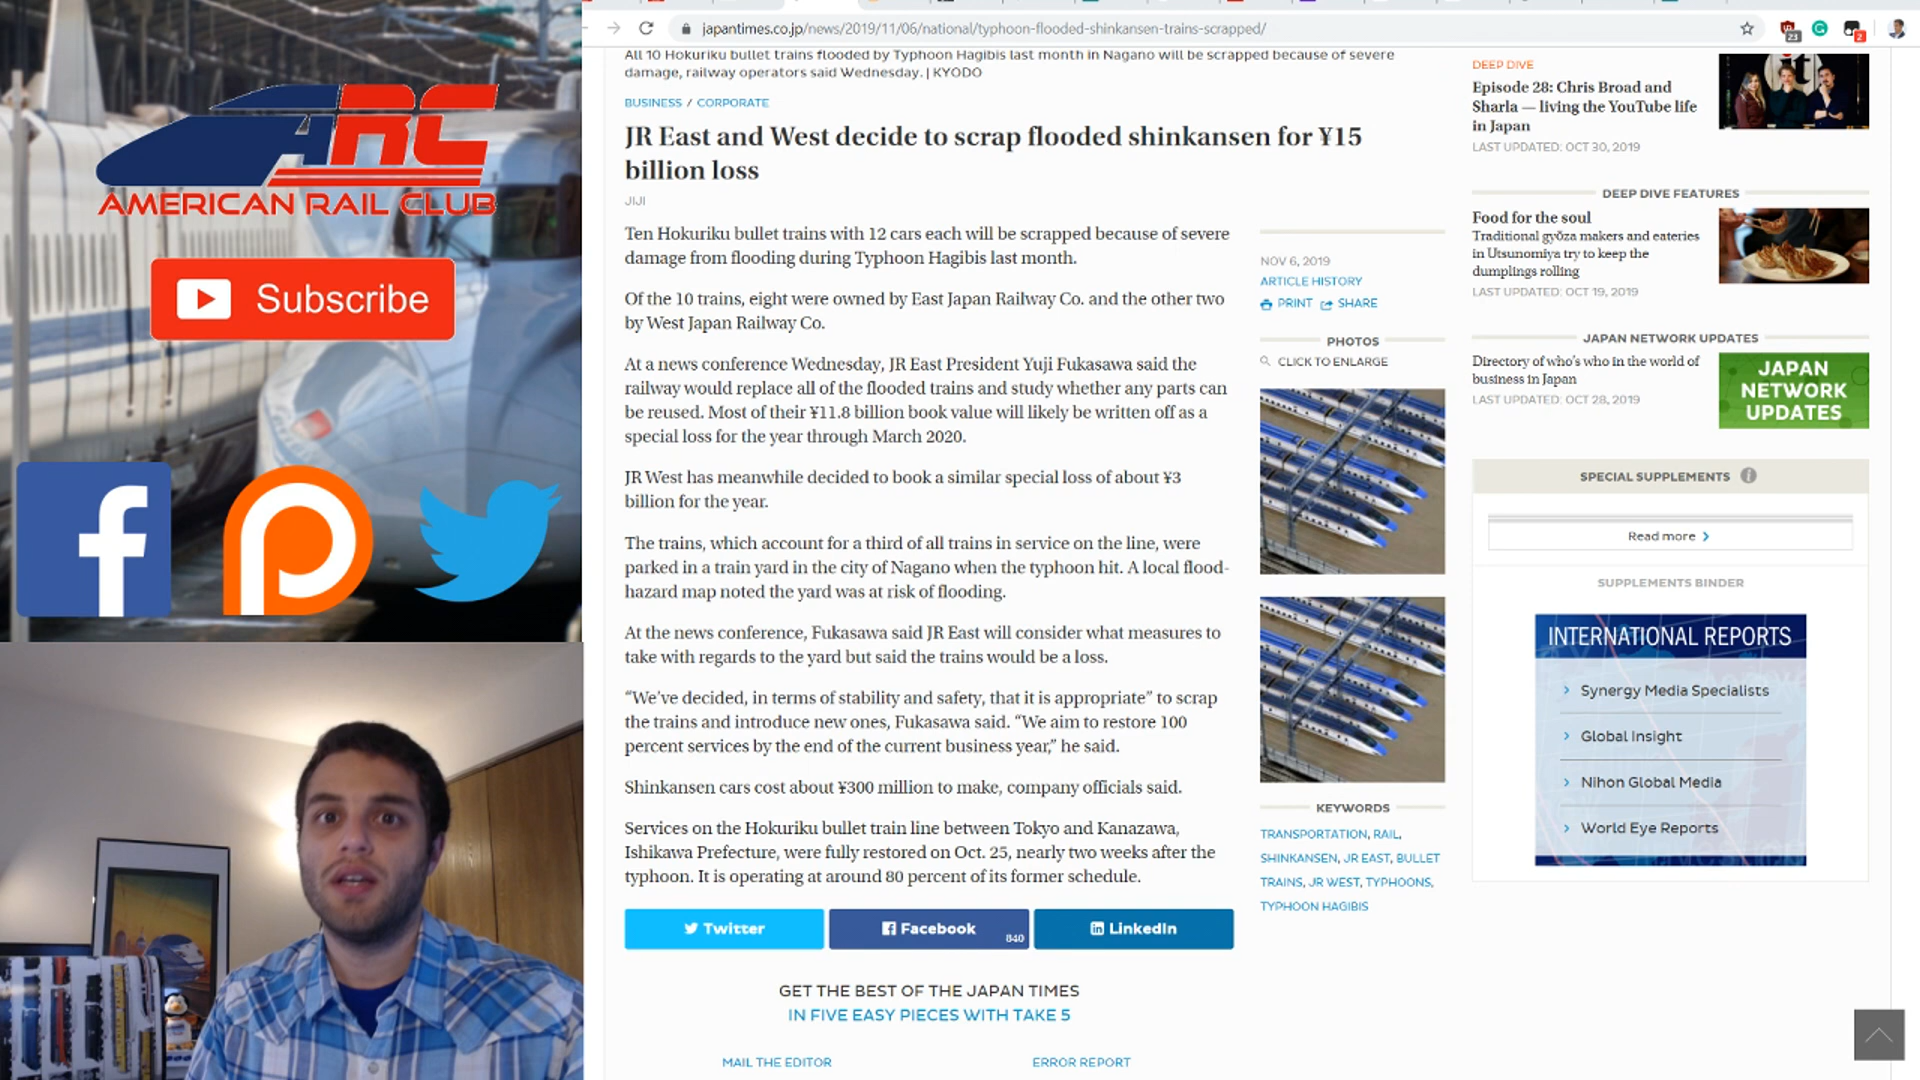 japantimes.co.jp/news/2019/11/06/national/typhoon-flooded-shinkansen-trains-scrapped/
23
2
ARC
AMERICAN RAIL CLUB
Subscribe
All 10 Hokuriku bullet trains flooded by Typhoon Hagibis last month in Nagano will be scrapped because of severe
damage, railway operators said Wednesday. | KYODO
BUSINESS / CORPORATE
JR East and West decide to scrap flooded shinkansen for ¥15
billion loss
JIJI
Ten Hokuriku bullet trains with 12 cars each will be scrapped because of severe
damage from flooding during Typhoon Hagibis last month.
Of the 10 trains, eight were owned by East Japan Railway Co. and the other two
by West Japan Railway Co.
At a news conference Wednesday, JR East President Yuji Fukasawa said the
railway would replace all of the flooded trains and study whether any parts can
be reused. Most of their ¥11.8 billion book value will likely be written off as a
special loss for the year through March 2020.
JR West has meanwhile decided to book a similar special loss of about ¥3
billion for the year.
The trains, which account for a third of all trains in service on the line, were
parked in a train yard in the city of Nagano when the typhoon hit. A local flood-
hazard map noted the yard was at risk of flooding.
At the news conference, Fukasawa said JR East will consider what measures to
take with regards to the yard but said the trains would be a loss.
“We’ve decided, in terms of stability and safety, that it is appropriate” to scrap
the trains and introduce new ones, Fukasawa said. “We aim to restore 100
percent services by the end of the current business year,” he said.
Shinkansen cars cost about ¥300 million to make, company officials said.
Services on the Hokuriku bullet train line between Tokyo and Kanazawa,
Ishikawa Prefecture, were fully restored on Oct. 25, nearly two weeks after the
typhoon. It is operating at around 80 percent of its former schedule.
Twitter
Facebook
840
LinkedIn
GET THE BEST OF THE JAPAN TIMES
IN FIVE EASY PIECES WITH TAKE 5
MAIL THE EDITOR
ERROR REPORT
NOV 6, 2019
ARTICLE HISTORY
PRINT
SHARE
PHOTOS
CLICK TO ENLARGE
KEYWORDS
TRANSPORTATION, RAIL,
SHINKANSEN, JR EAST, BULLET
TRAINS, JR WEST, TYPHOONS,
TYPHOON HAGIBIS
DEEP DIVE
Episode 28: Chris Broad and
Sharla — living the YouTube life
in Japan
LAST UPDATED: OCT 30, 2019
DEEP DIVE FEATURES
Food for the soul
Traditional gyōza makers and eateries
in Utsunomiya try to keep the
dumplings rolling
LAST UPDATED: OCT 19, 2019
JAPAN NETWORK UPDATES
Directory of who’s who in the world of
business in Japan
LAST UPDATED: OCT 28, 2019
JAPAN
NETWORK
UPDATES
SPECIAL SUPPLEMENTS
Read more
SUPPLEMENTS BINDER
INTERNATIONAL REPORTS
Synergy Media Specialists
Global Insight
Nihon Global Media
World Eye Reports